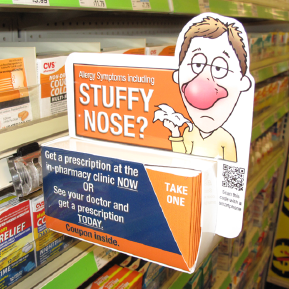 Allergy Symptoms including
STUFFY
NOSE?
Get a prescription at the
in-pharmacy clinic NOW
OR
See your doctor and
get a prescription
TODAY.
Coupon inside.
TAKE
ONE
CVS